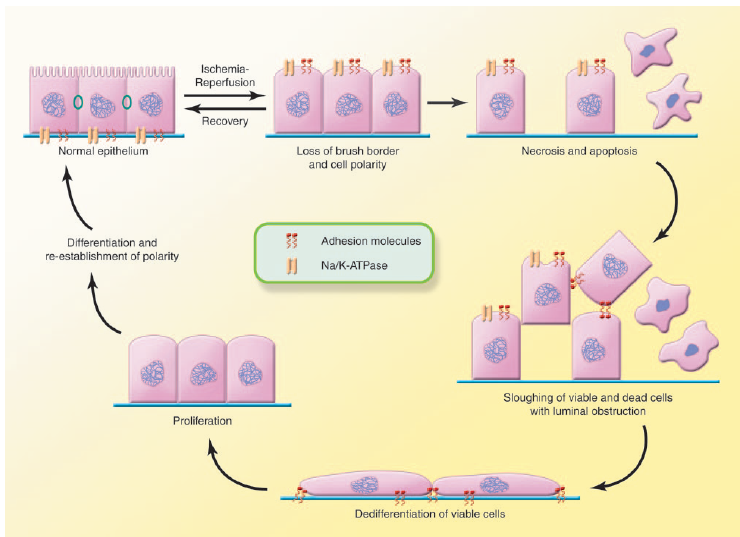 Ischemia-
Reperfusion
Recovery
Normal epithelium
Loss of brush border
and cell polarity
Necrosis and apoptosis
Differentiation and
re-establishment of polarity
Adhesion molecules
Na/K-ATPase
Sloughing of viable and dead cells
with luminal obstruction
Proliferation
Dedifferentiation of viable cells